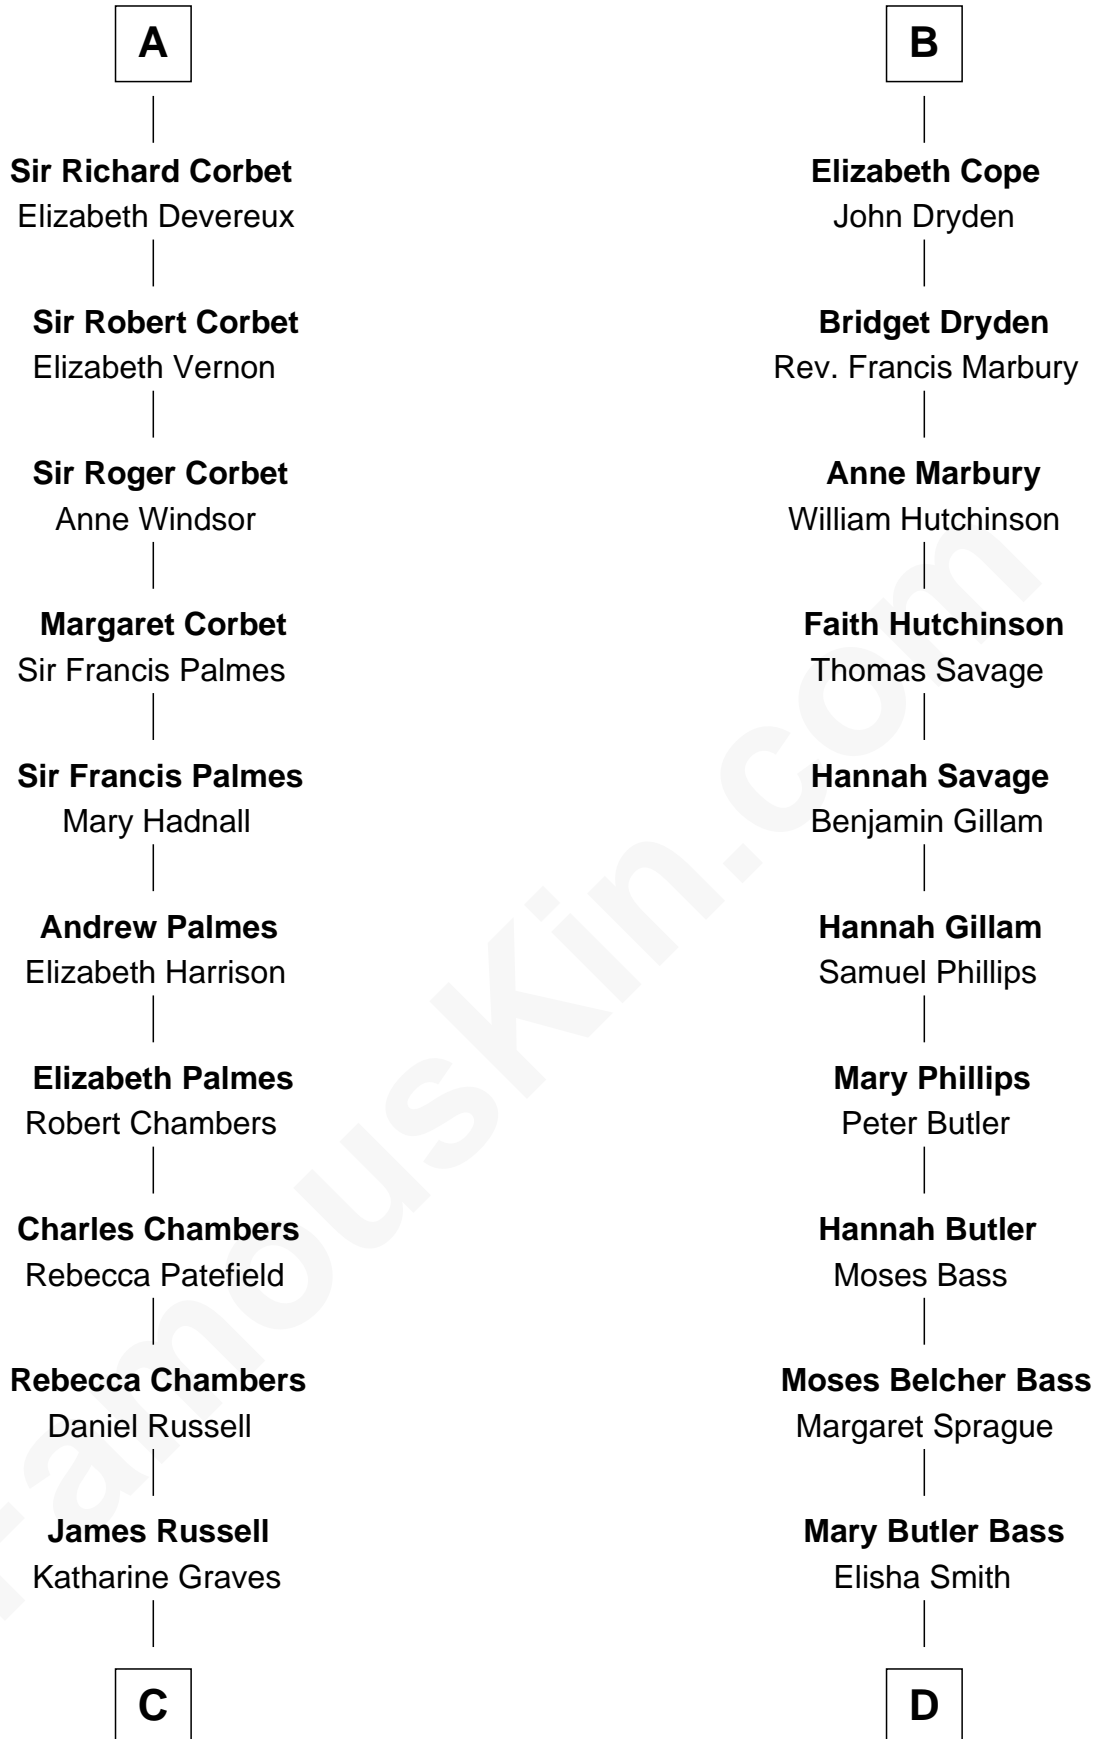 A
Sir Richard Corbet
Elizabeth Devereux
Sir Robert Corbet
Elizabeth Vernon
Sir Roger Corbet
Anne Windsor
Margaret Corbet
Sir Francis Palmes
Sir Francis Palmes
Mary Hadnall
Andrew Palmes
Elizabeth Harrison
Elizabeth Palmes
Robert Chambers
Charles Chambers
Rebecca Patefield
Rebecca Chambers
Daniel Russell
James Russell
Katharine Graves
C
B
Elizabeth Cope
John Dryden
Bridget Dryden
Rev. Francis Marbury
Anne Marbury
William Hutchinson
Faith Hutchinson
Thomas Savage
Hannah Savage
Benjamin Gillam
Hannah Gillam
Samuel Phillips
Mary Phillips
Peter Butler
Hannah Butler
Moses Bass
Moses Belcher Bass
Margaret Sprague
Mary Butler Bass
Elisha Smith
D
FamousKin.com